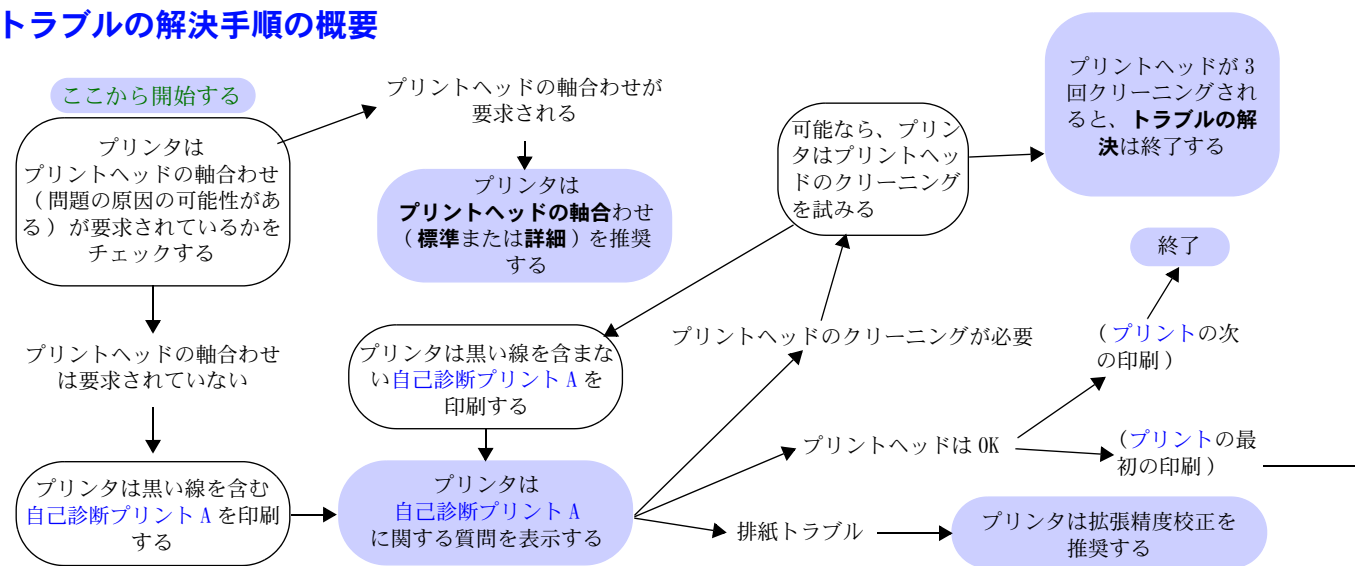 トラブルの解決手順の概要
ここから開始する
プリンタは
プリントヘッドの軸合わせ
(問題の原因の可能性があ
る)が要求されているかを
チェックする
プリントヘッドの軸合わせが
要求される
プリンタは
プリントヘッドの軸合わせ
(標準または詳細)を推奨
する
プリントヘッドの軸合わせ
は要求されていない
プリンタは黒い線を含む
自己診断プリント A を印刷
する
プリンタは黒い線を含まな
い自己診断プリント A を
印刷する
プリンタは
自己診断プリント A
に関する質問を表示する
可能なら、プリン
タはプリントヘッ
ドのクリーニング
を試みる
プリントヘッドが 3
回クリーニングされ
ると、トラブルの解
決は終了する
プリントヘッドのクリーニングが必要
プリントヘッドは OK
終了
(プリントの次
の印刷)
(プリントの最
初の印刷)
排紙トラブル
プリンタは拡張精度校正を
推奨する